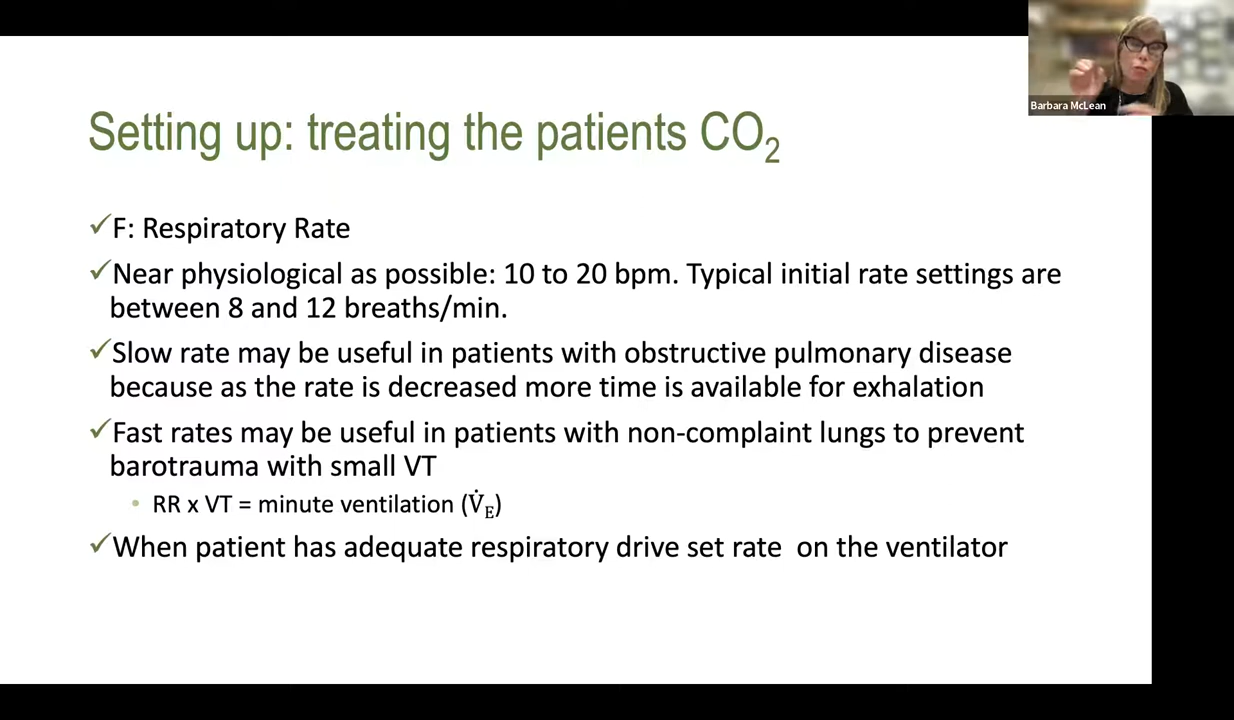 Barbara McLean
Setting up: treating the patients CO₂
✓F: Respiratory Rate
✓Near physiological as possible: 10 to 20 bpm. Typical initial rate settings are
between 8 and 12 breaths/min.
✓Slow rate may be useful in patients with obstructive pulmonary disease
because as the rate is decreased more time is available for exhalation
✓Fast rates may be useful in patients with non-complaint lungs to prevent
barotrauma with small VT
• RR x VT = minute ventilation (V̇E)
✓When patient has adequate respiratory drive set rate on the ventilator